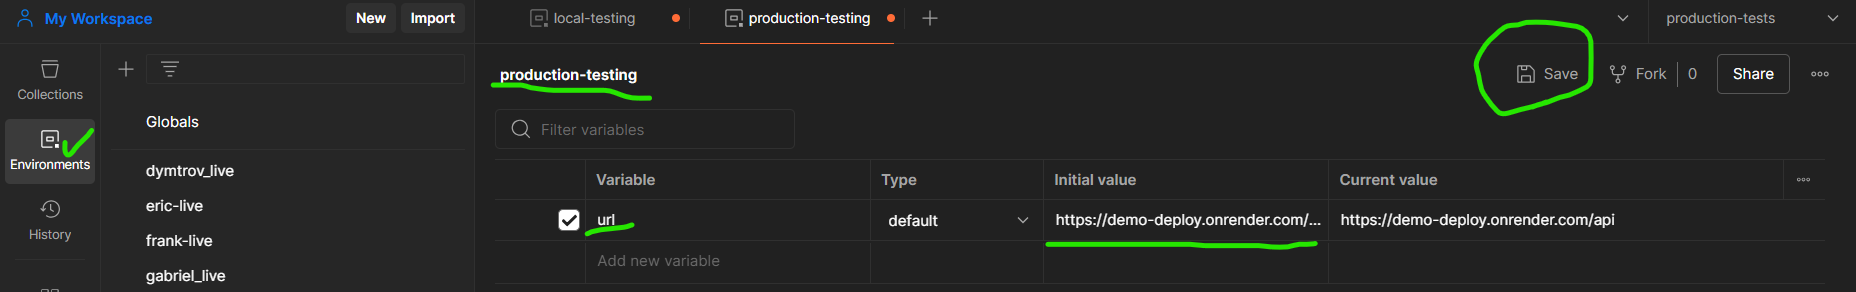 My Workspace
New
Import
local-testing
production-testing
production-tests
Collections
Environments
History
Globals
dymtrov_live
eric-live
frank-live
gabriel_live
production-testing
Save
Fork
0
Share
Filter variables
Variable
Type
Initial value
Current value
url
default
https://demo-deploy.onrender.com/...
https://demo-deploy.onrender.com/api
Add new variable